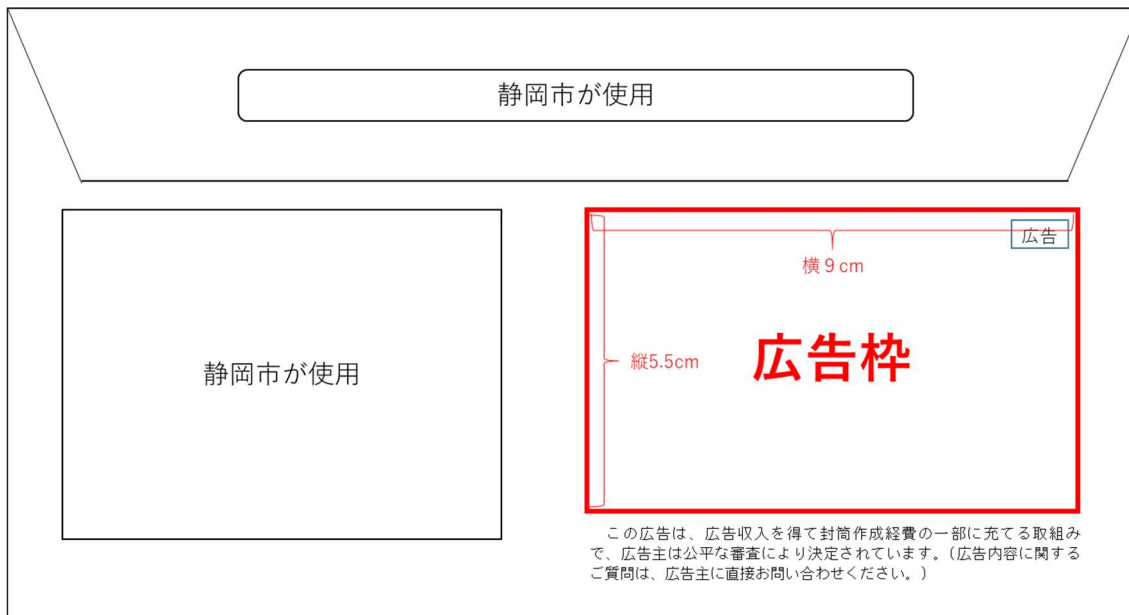 静岡市が使用
広告
横９cm
静岡市が使用
縦5.5cm
広告枠
この広告は、広告収入を得て封筒作成経費の一部に充てる取組み
で、広告主は公平な審査により決定されています。（広告内容に関する
ご質問は、広告主に直接お問い合わせください。）